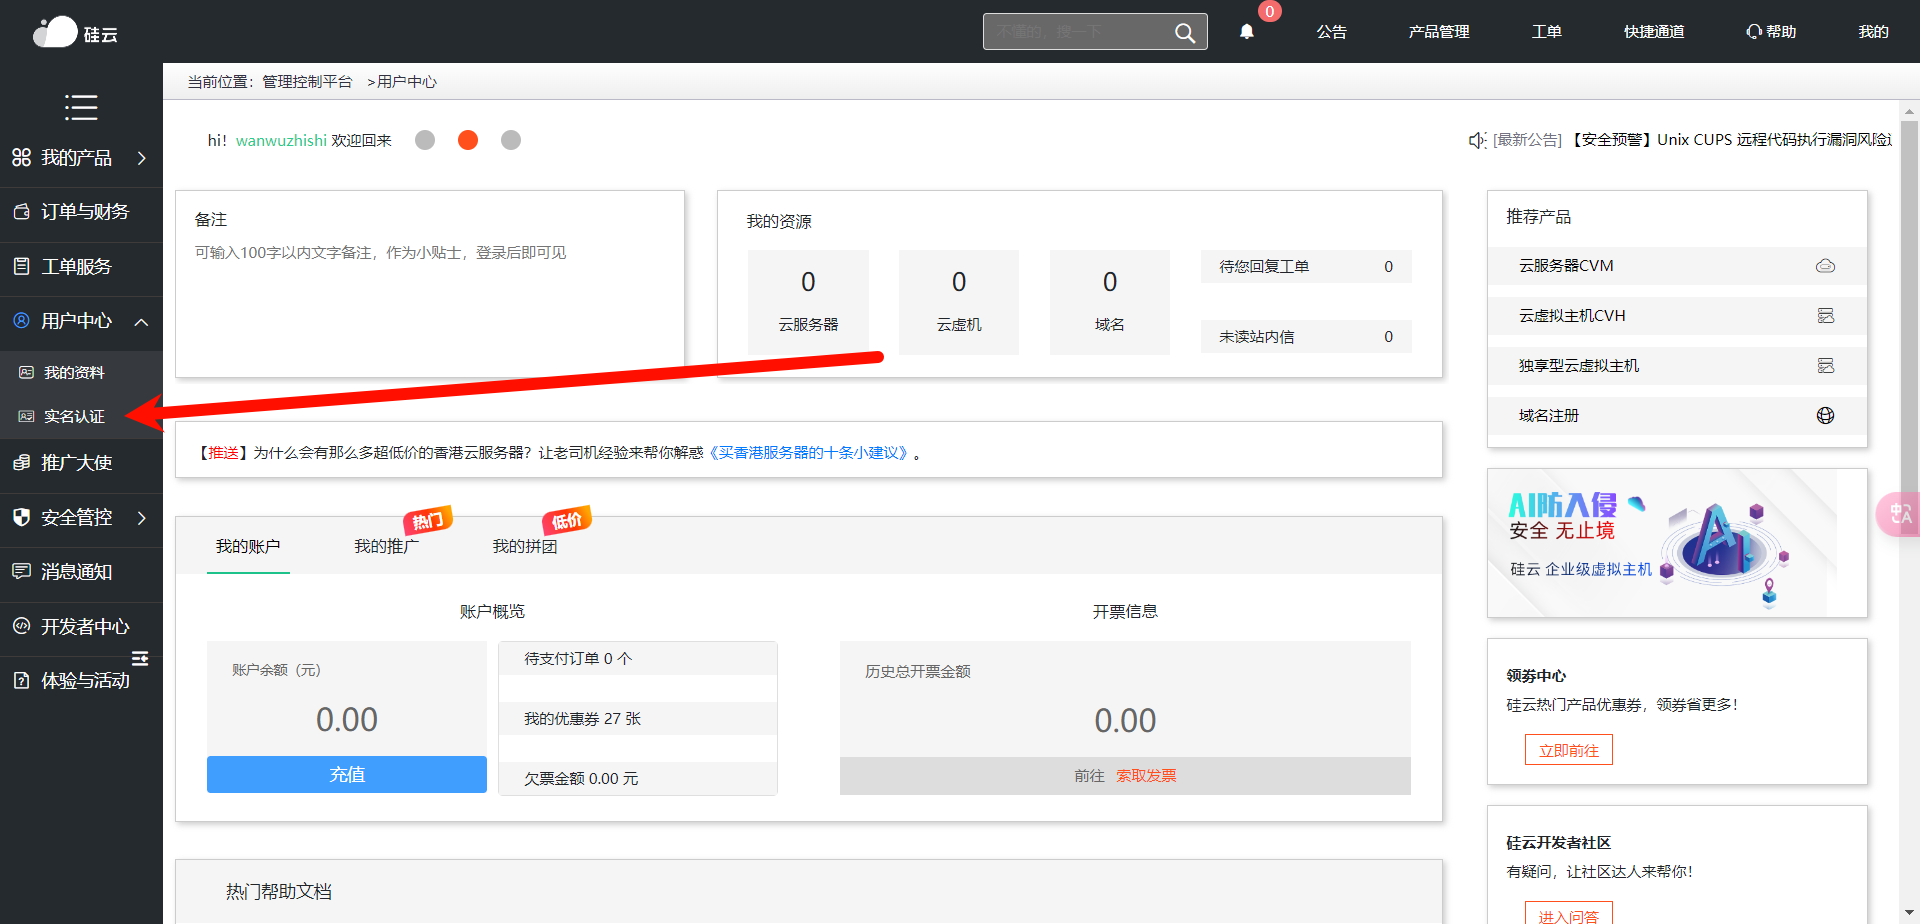 硅云
不懂的，搜一下
0
公告
产品管理
工单
快捷通道
帮助
我的
当前位置：管理控制平台 >用户中心
我的产品
订单与财务
工单服务
用户中心
我的资料
实名认证
推广大使
安全管控
消息通知
开发者中心
体验与活动
hi! wanwuzhishi 欢迎回来
[最新公告] 【安全预警】Unix CUPS 远程代码执行漏洞风险
备注
可输入100字以内文字备注，作为小贴士，登录后即可见
我的资源
0
云服务器
0
云虚机
0
域名
待您回复工单 0
未读站内信 0
【推送】为什么会有那么多超低价的香港云服务器？让老司机经验来帮你解惑《买香港服务器的十条小建议》。
我的账户
我的推广
热门
我的拼团
低价
账户概览
账户余额（元）
0.00
充值
待支付订单 0 个
我的优惠券 27 张
欠票金额 0.00 元
开票信息
历史总开票金额
0.00
前往 索取发票
热门帮助文档
推荐产品
云服务器CVM
云虚拟主机CVH
独享型云虚拟主机
域名注册
AI防入侵
安全 无止境
硅云 企业级虚拟主机
AI
中A
领券中心
硅云热门产品优惠券，领券省更多！
立即前往
硅云开发者社区
有疑问，让社区达人来帮你！
进入问答